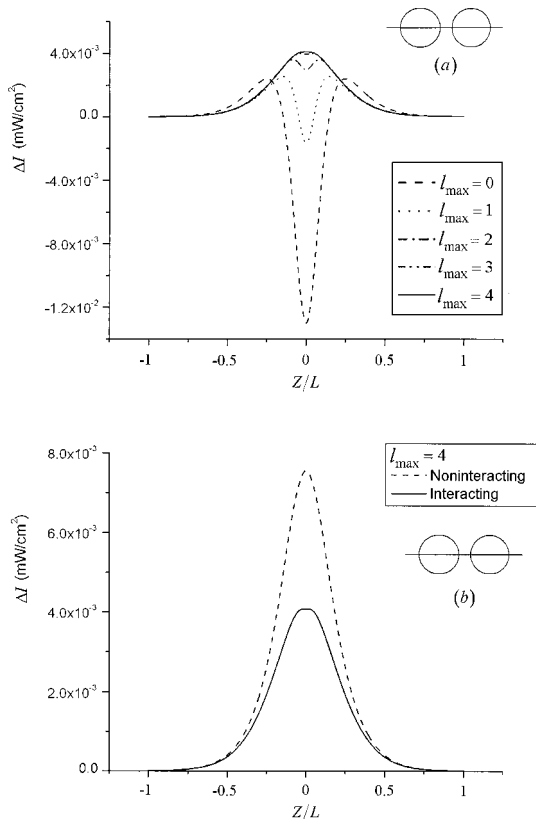 4.0x10⁻³
(a)
0.0
ΔI (mW/cm²)
-4.0x10⁻³
-8.0x10⁻³
-1.2x10⁻²
l_max = 0
l_max = 1
l_max = 2
l_max = 3
l_max = 4
-1 -0.5 0 0.5 1
Z/L
8.0x10⁻³
l_max = 4
Noninteracting
Interacting
6.0x10⁻³
(b)
ΔI (mW/cm²)
4.0x10⁻³
2.0x10⁻³
0.0
-1 -0.5 0 0.5 1
Z/L